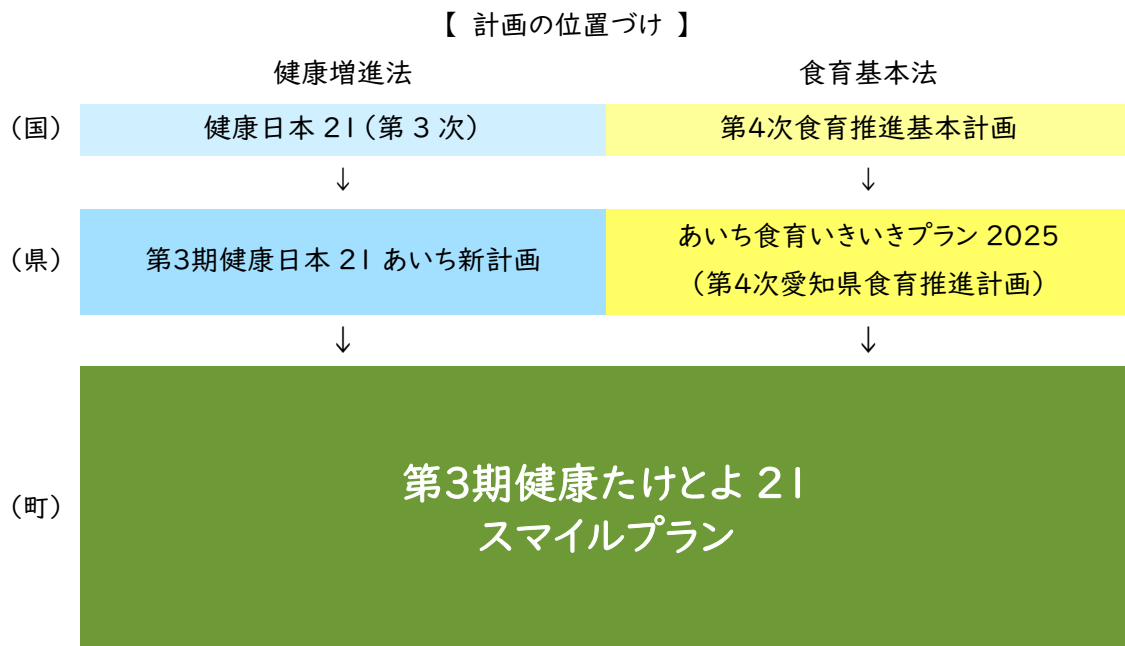 【 計画の位置づけ 】
健康増進法 食育基本法
（国） 健康日本 21（第 3 次） 第4次食育推進基本計画
↓ ↓
（県） 第3期健康日本 21 あいち新計画 あいち食育いきいきプラン 2025
（第4次愛知県食育推進計画）
↓ ↓
（町） 第3期健康たけとよ 21
スマイルプラン